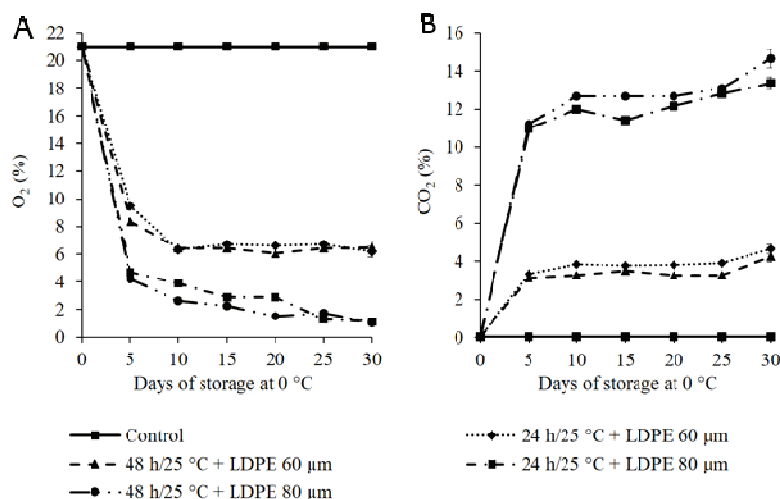 A
22
20
18
16
14
12
10
8
6
4
2
0
O2 (%)
0 5 10 15 20 25 30
Days of storage at 0 °C
B
16
14
12
10
8
6
4
2
0
CO2 (%)
0 5 10 15 20 25 30
Days of storage at 0 °C
Control
48 h/25 °C + LDPE 60 µm
48 h/25 °C + LDPE 80 µm
24 h/25 °C + LDPE 60 µm
24 h/25 °C + LDPE 80 µm